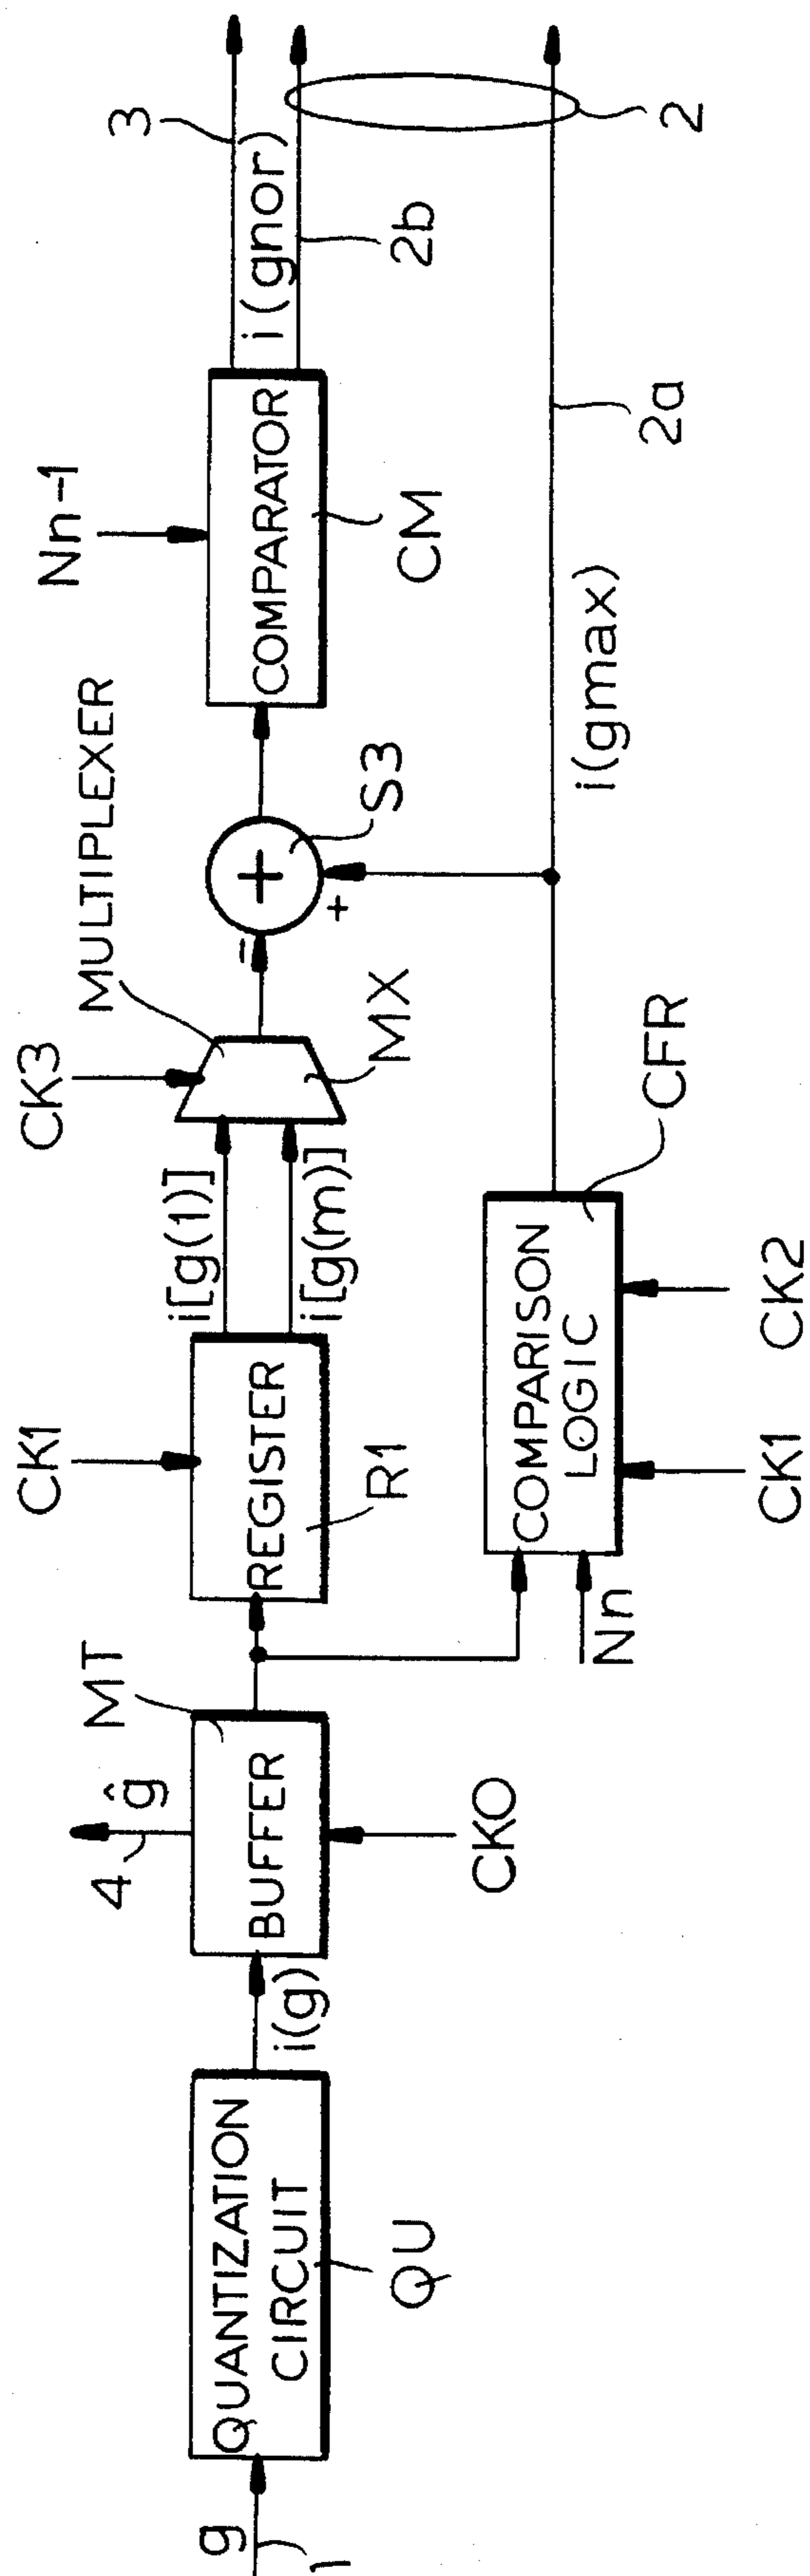 g
1
QUANTIZATION
CIRCUIT
QU
i(g)
4
ĝ
MT
BUFFER
CKO
CK1
REGISTER
R1
i[g(1)]
i[g(m)]
CK3
MULTIPLEXER
MX
−
+
+
S3
Nn-1
COMPARATOR
CM
3
i(gnor)
2b
2
Nn
COMPARISON
LOGIC
CFR
CK1
CK2
i(gmax)
2a